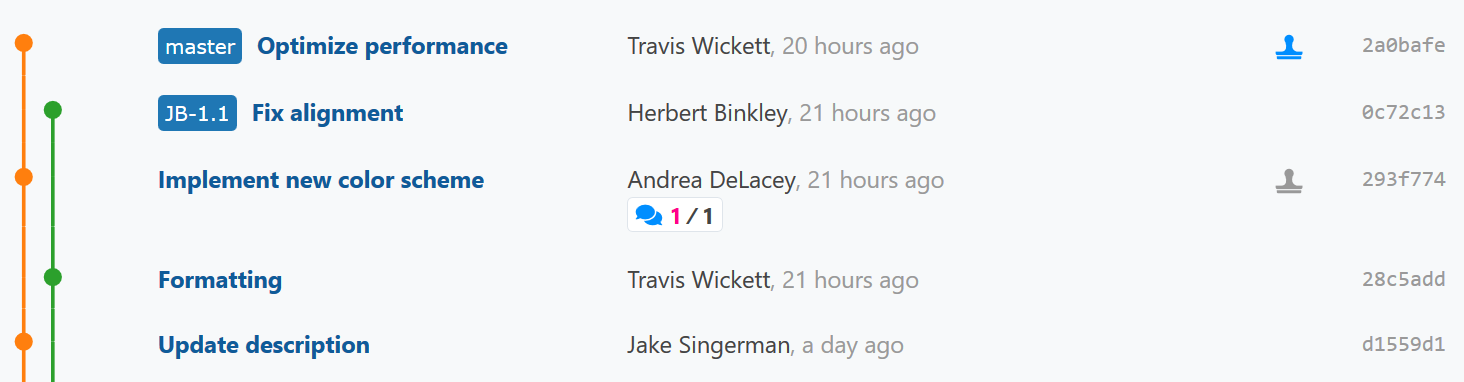 master Optimize performance Travis Wickett, 20 hours ago 2a0bafe
JB-1.1 Fix alignment Herbert Binkley, 21 hours ago 0c72c13
Implement new color scheme Andrea DeLacey, 21 hours ago 293f774
1 / 1
Formatting Travis Wickett, 21 hours ago 28c5add
Update description Jake Singerman, a day ago d1559d1